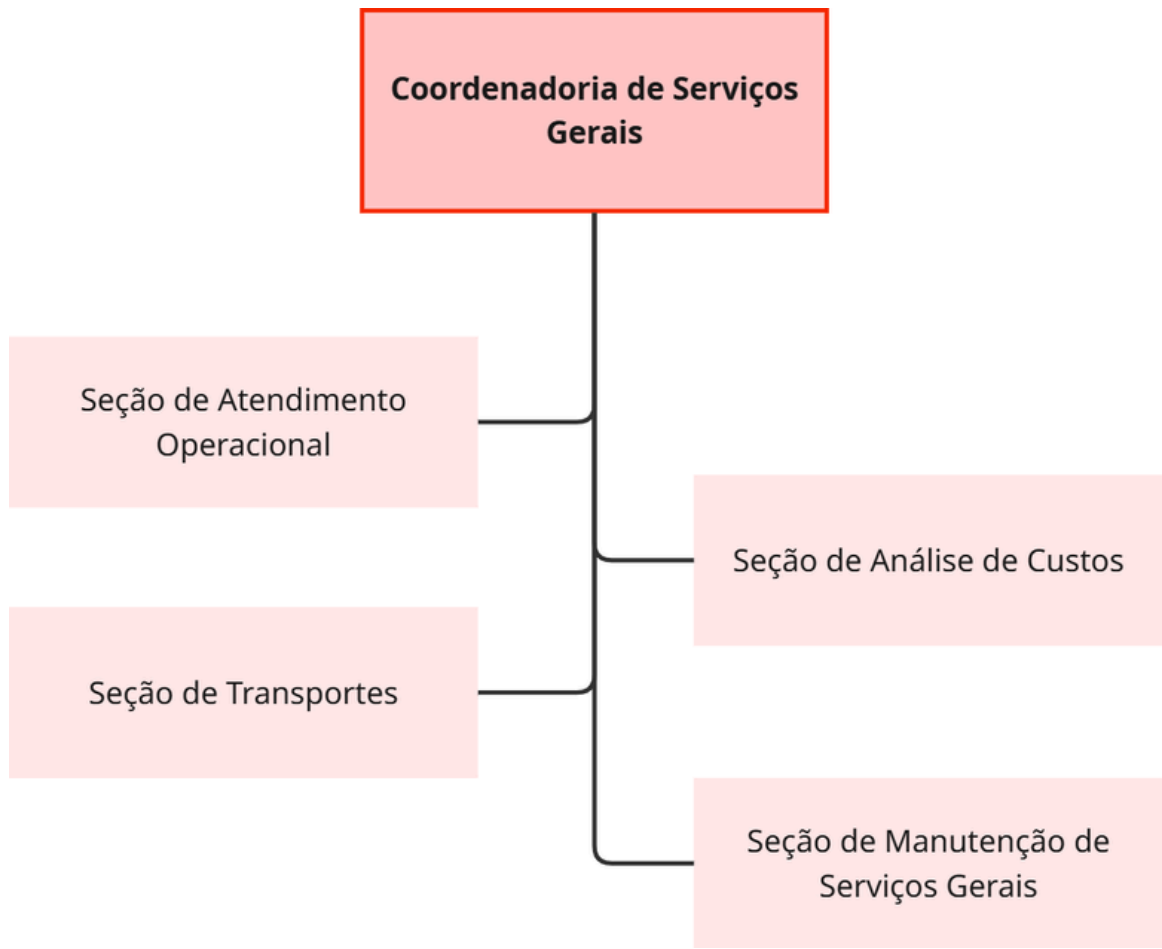 Coordenadoria de Serviços
Gerais
Seção de Atendimento
Operacional
Seção de Análise de Custos
Seção de Transportes
Seção de Manutenção de
Serviços Gerais